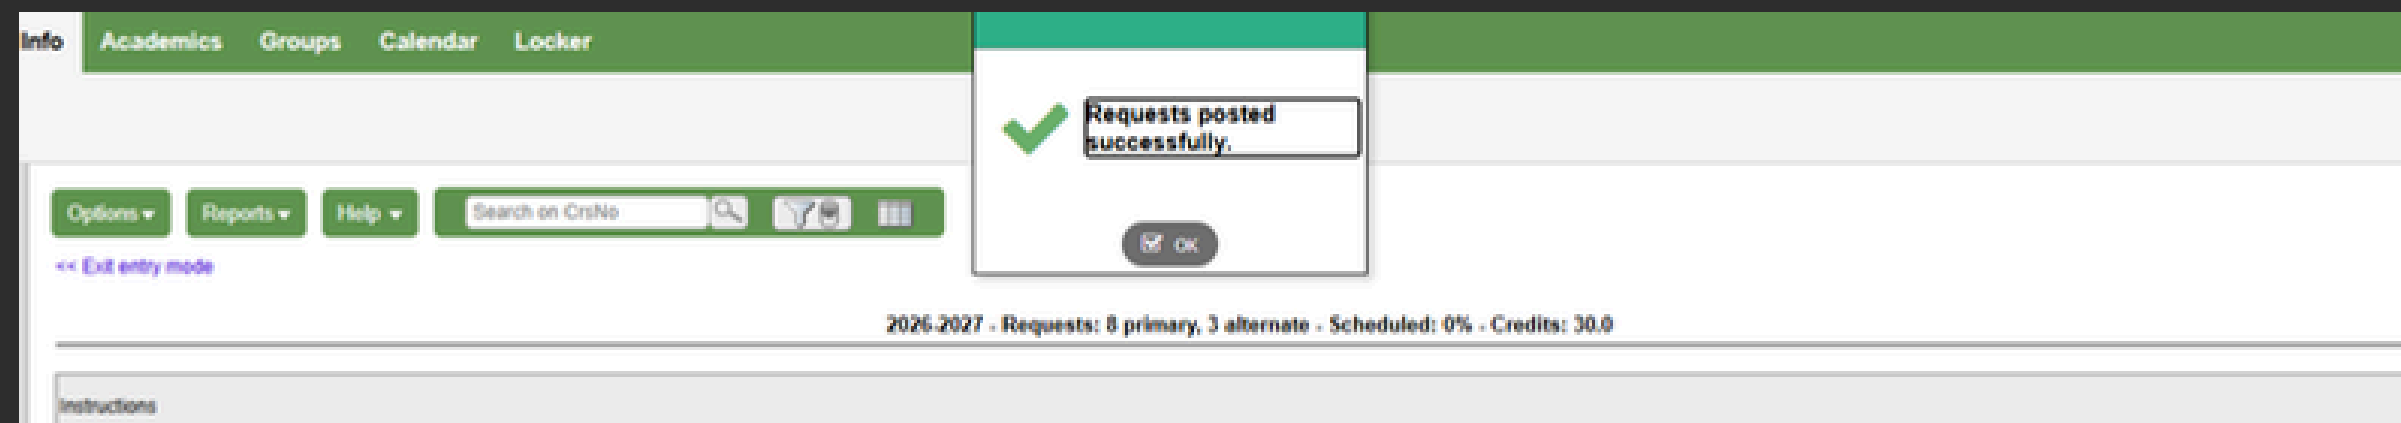 Info Academics Groups Calendar Locker
Requests posted
successfully.
Options Reports Help Search on CrsNo
OK
<< Exit entry mode
2026-2027 - Requests: 8 primary, 3 alternate - Scheduled: 0% - Credits: 30.0
Instructions